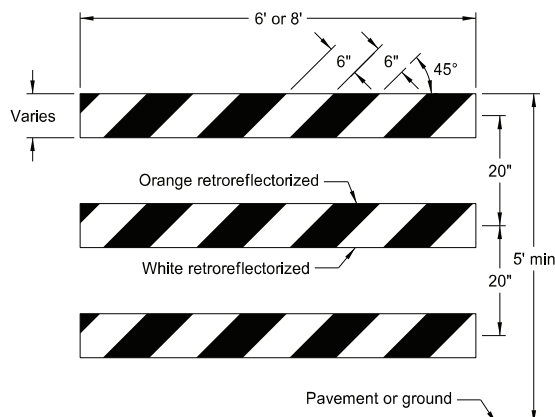 6' or 8'
6" 6" 45°
Varies
20"
Orange retroreflectorized
White retroreflectorized
5' min
20"
Pavement or ground